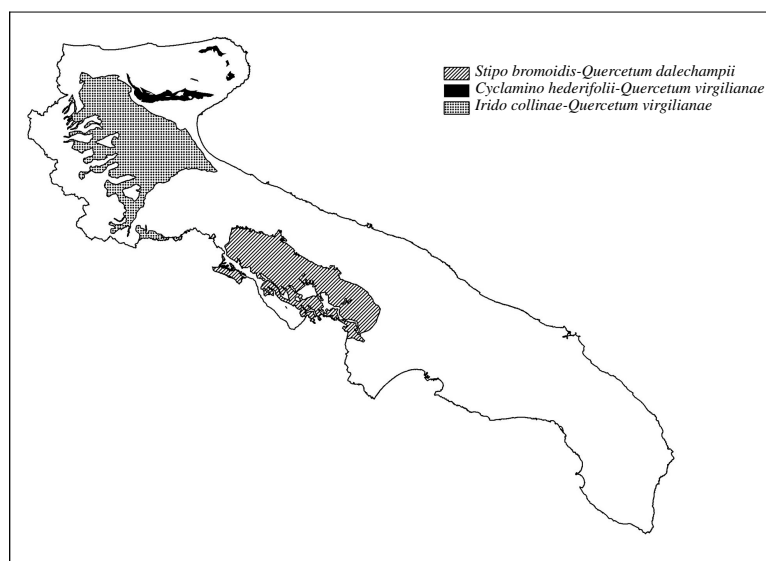 Stipo bromoidis-Quercetum dalechampii
Cyclamino hederifolii-Quercetum virgilianae
Irido collinae-Quercetum virgilianae